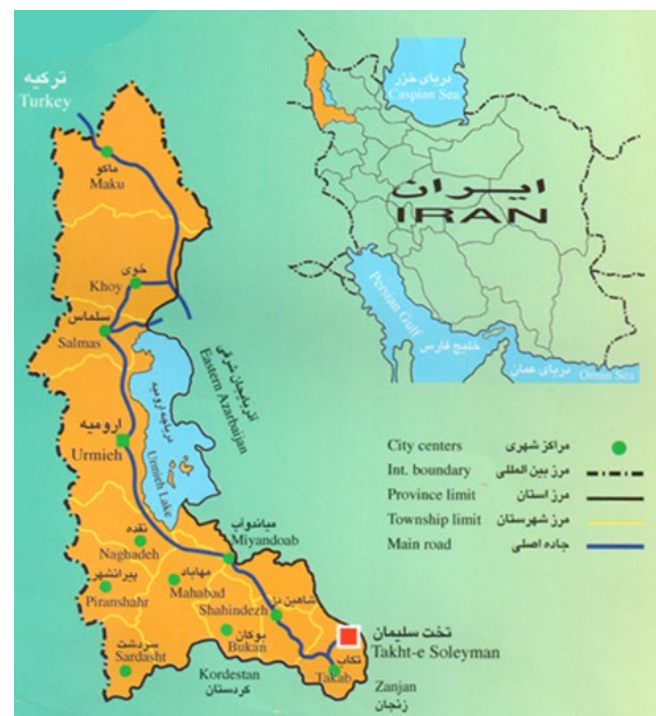 ترکیه
Turkey
دریای خزر
Caspian Sea
ماکو
Maku
ایران
IRAN
خوی
Khoy
سلماس
Salmas
Persian Gulf
خلیج فارس
دریای عمان
Oman Sea
آذربایجان شرقی
Eastern Azarbaijan
دریاچه ارومیه
Urmieh Lake
ارومیه
Urmieh
City centers مراکز شهری
Int. boundary مرز بین المللی
Province limit مرز استان
Township limit مرز شهرستان
Main road جاده اصلی
میاندوآب
Miyandoab
نقده
Naghadeh
پیرانشهر
Piranshahr
مهاباد
Mahabad
شاهین دژ
Shahindezh
بوکان
Bukan
سردشت
Sardasht
تخت سلیمان
Takht-e Soleyman
تکاب
Takab
Kordestan
کردستان
Zanjan
زنجان